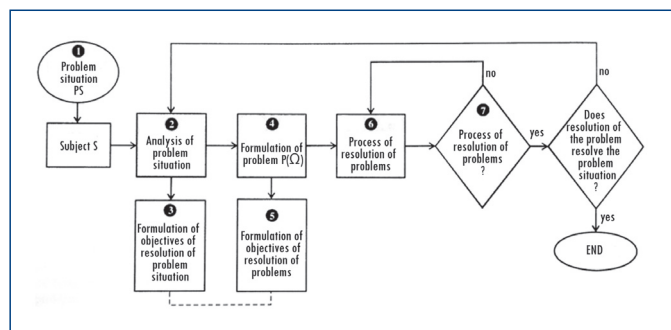 1
Problem
situation
PS
Subject S
2
Analysis of
problem
situation
3
Formulation of
objectives of
resolution of
problem
situation
4
Formulation of
problem P(Ω)
5
Formulation of
objectives of
resolution of
problems
6
Process of
resolution of
problems
no
7
Process of
resolution of
problems
?
yes
no
Does
resolution of
the problem
resolve the
problem
situation
?
yes
END